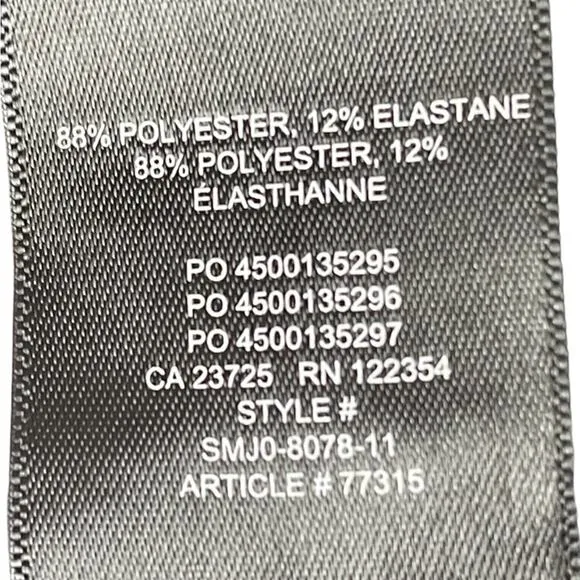 88% POLYESTER, 12% ELASTANE
88% POLYESTER, 12%
ÉLASTHANNE
PO 4500135295
PO 4500135296
PO 4500135297
CA 23725 RN 122354
STYLE #
SMJ0-8078-11
ARTICLE # 77315